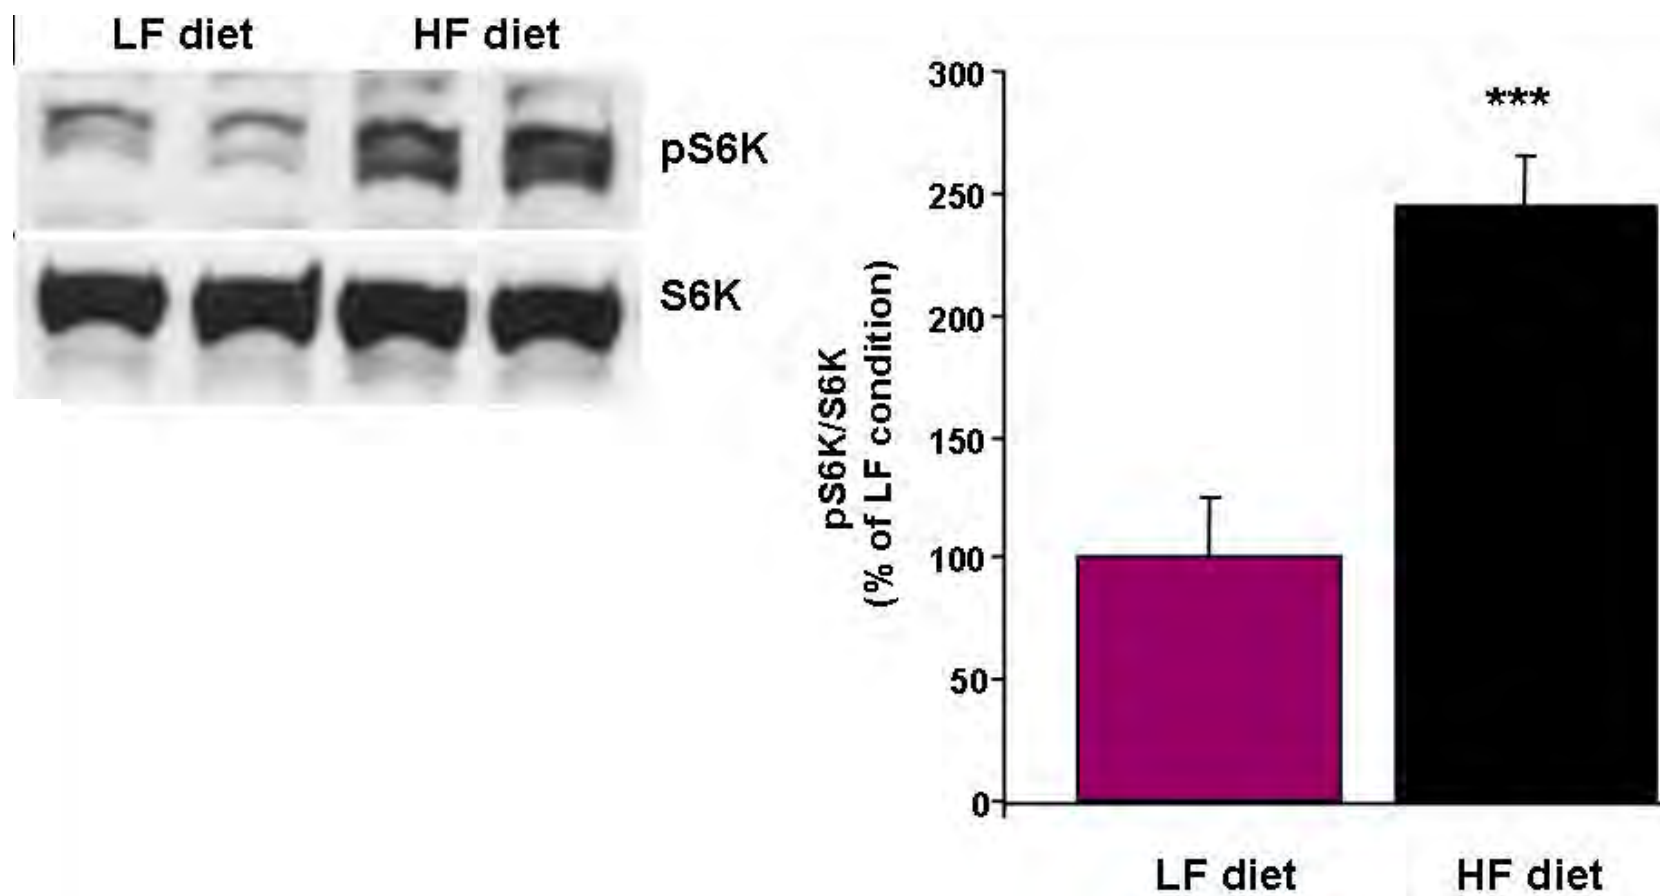 LF diet HF diet
pS6K
S6K
pS6K/S6K
(% of LF condition)
300
250
200
150
100
50
0
***
LF diet HF diet